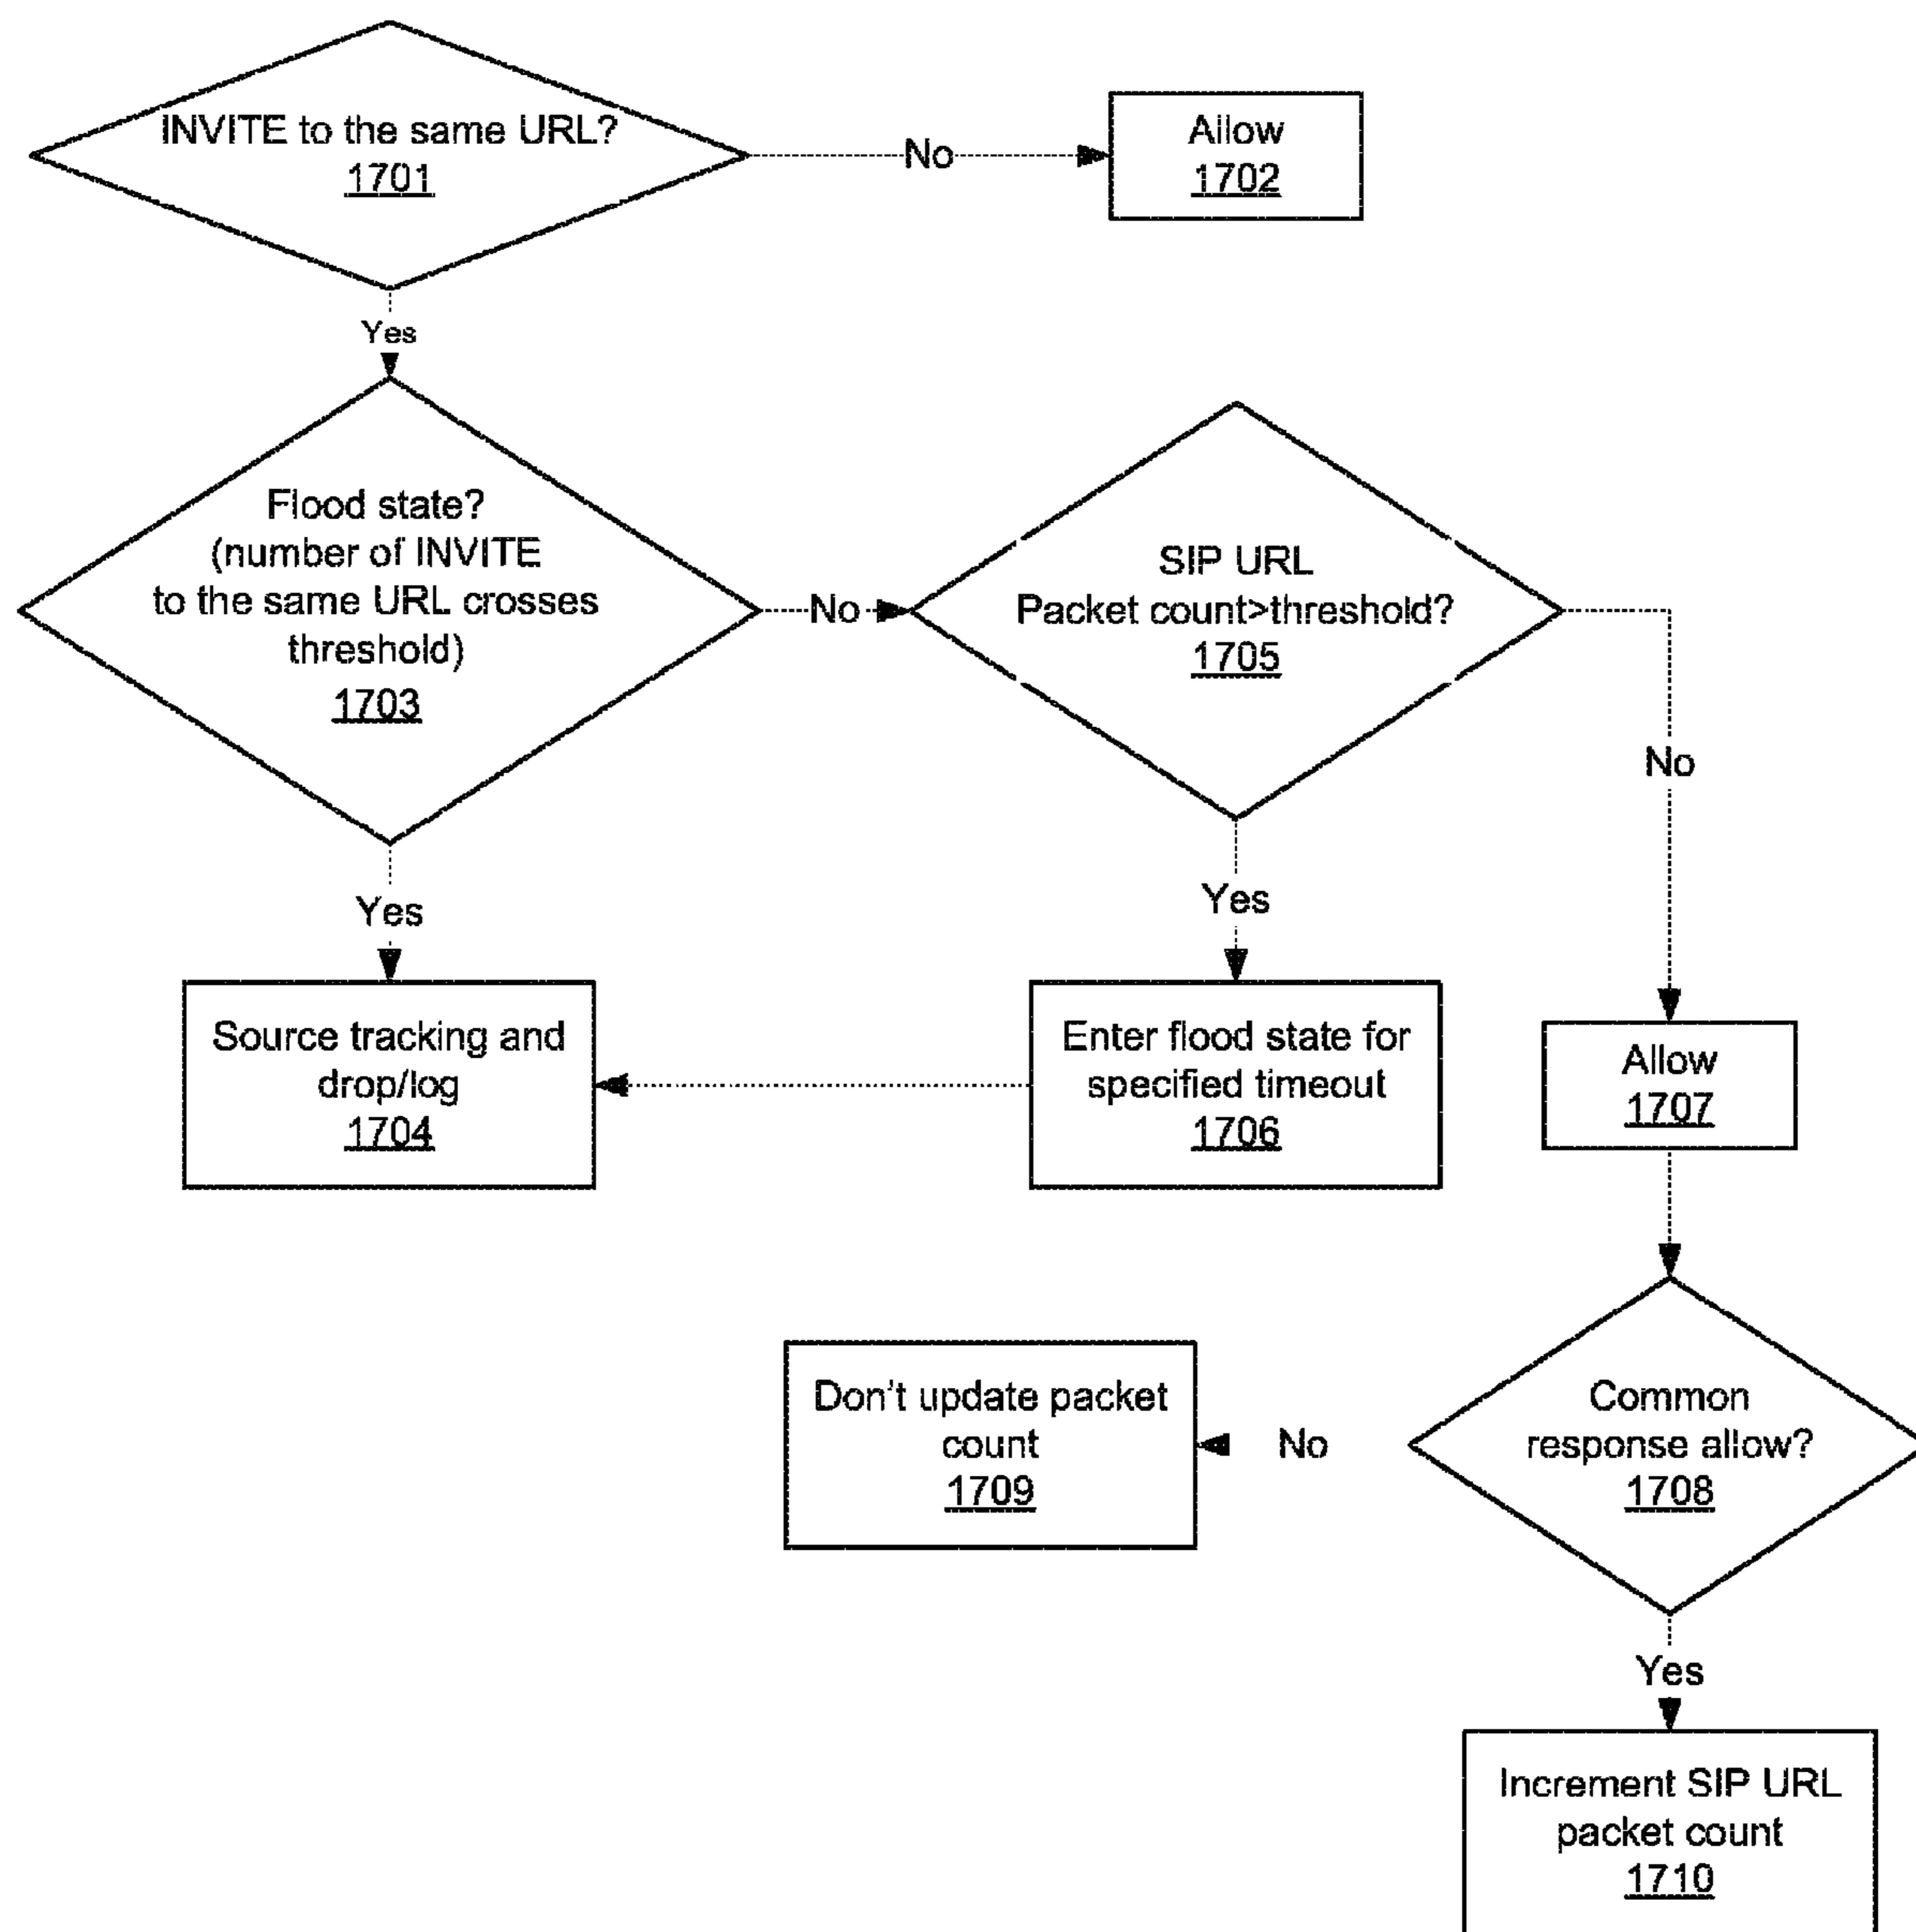 INVITE to the same URL?
1701
No
Allow
1702
Yes
Flood state?
(number of INVITE
to the same URL crosses
threshold)
1703
No
SIP URL
Packet count>threshold?
1705
No
Yes
Yes
Source tracking and
drop/log
1704
Enter flood state for
specified timeout
1706
Allow
1707
Don't update packet
count
1709
No
Common
response allow?
1708
Yes
Increment SIP URL
packet count
1710